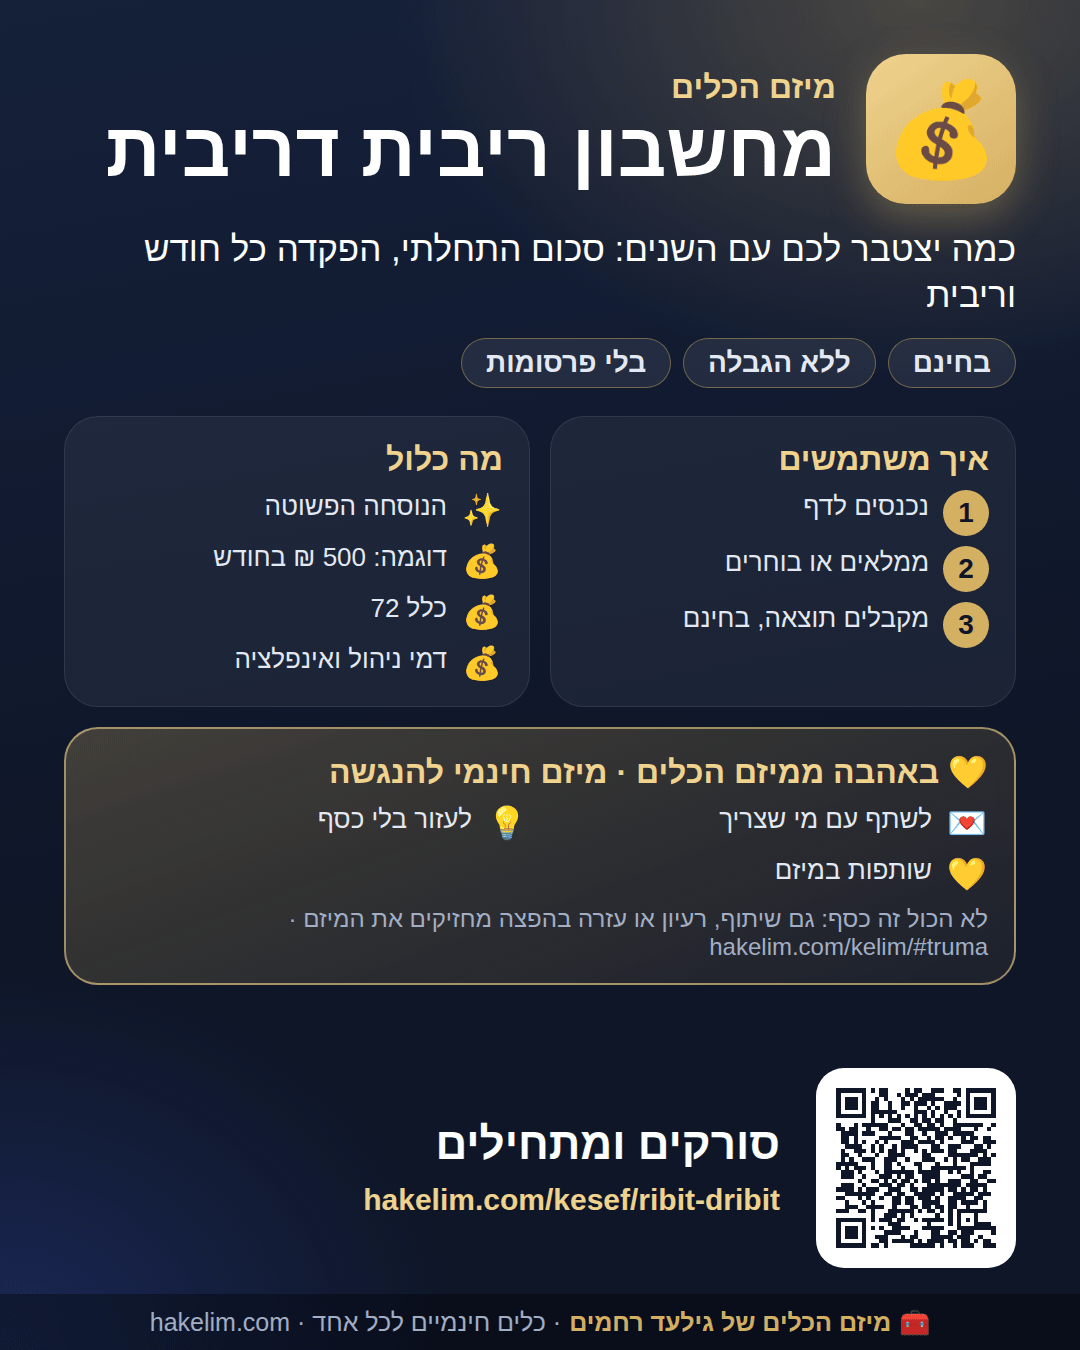 מיזם הכלים
מחשבון ריבית דריבית
כמה יצטבר לכם עם השנים: סכום התחלתי, הפקדה כל חודש
וריבית
בחינם
ללא הגבלה
בלי פרסומות
איך משתמשים
1 נכנסים לדף
2 ממלאים או בוחרים
3 מקבלים תוצאה, בחינם
מה כלול
הנוסחה הפשוטה
דוגמה: 500 ₪ בחודש
כלל 72
דמי ניהול ואינפלציה
באהבה ממיזם הכלים · מיזם חינמי להנגשה
לשתף עם מי שצריך
לעזור בלי כסף
שותפות במיזם
לא הכול זה כסף: גם שיתוף, רעיון או עזרה בהפצה מחזיקים את המיזם ·
hakelim.com/kelim/#truma
סורקים ומתחילים
hakelim.com/kesef/ribit-dribit
מיזם הכלים של גילעד רחמים · כלים חינמיים לכל אחד · hakelim.com